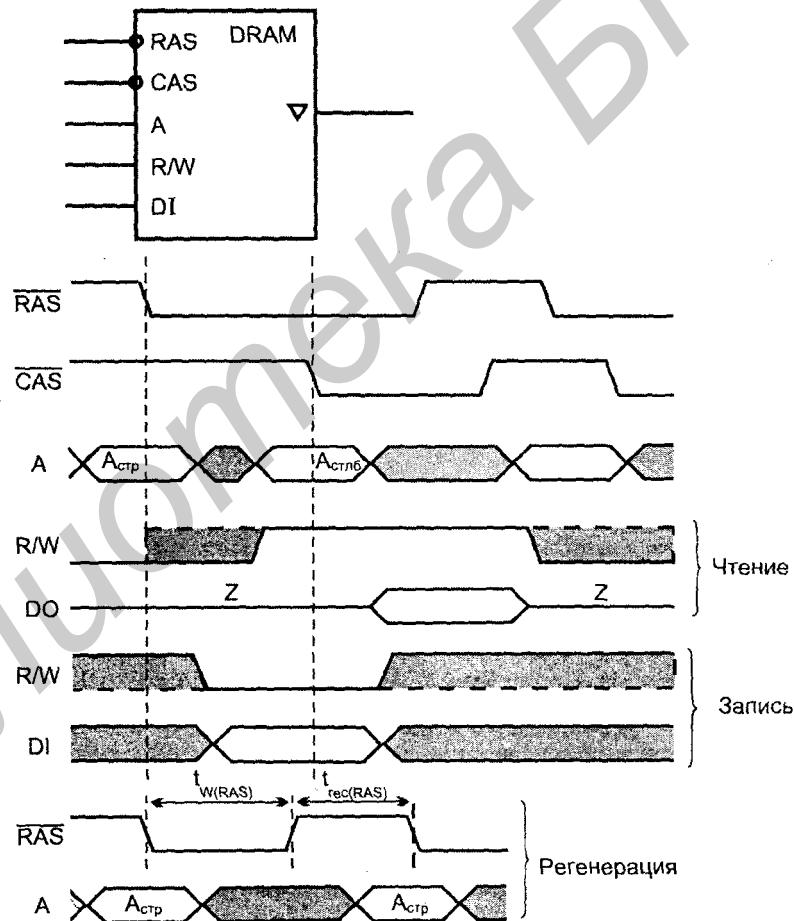 RAS DRAM
CAS
A
R/W
DI
RAS
CAS
A Aстр Aстлб
R/W
Чтение
DO Z Z
R/W
Запись
DI
tW(RAS) trec(RAS)
RAS
Регенерация
A Aстр Aстр